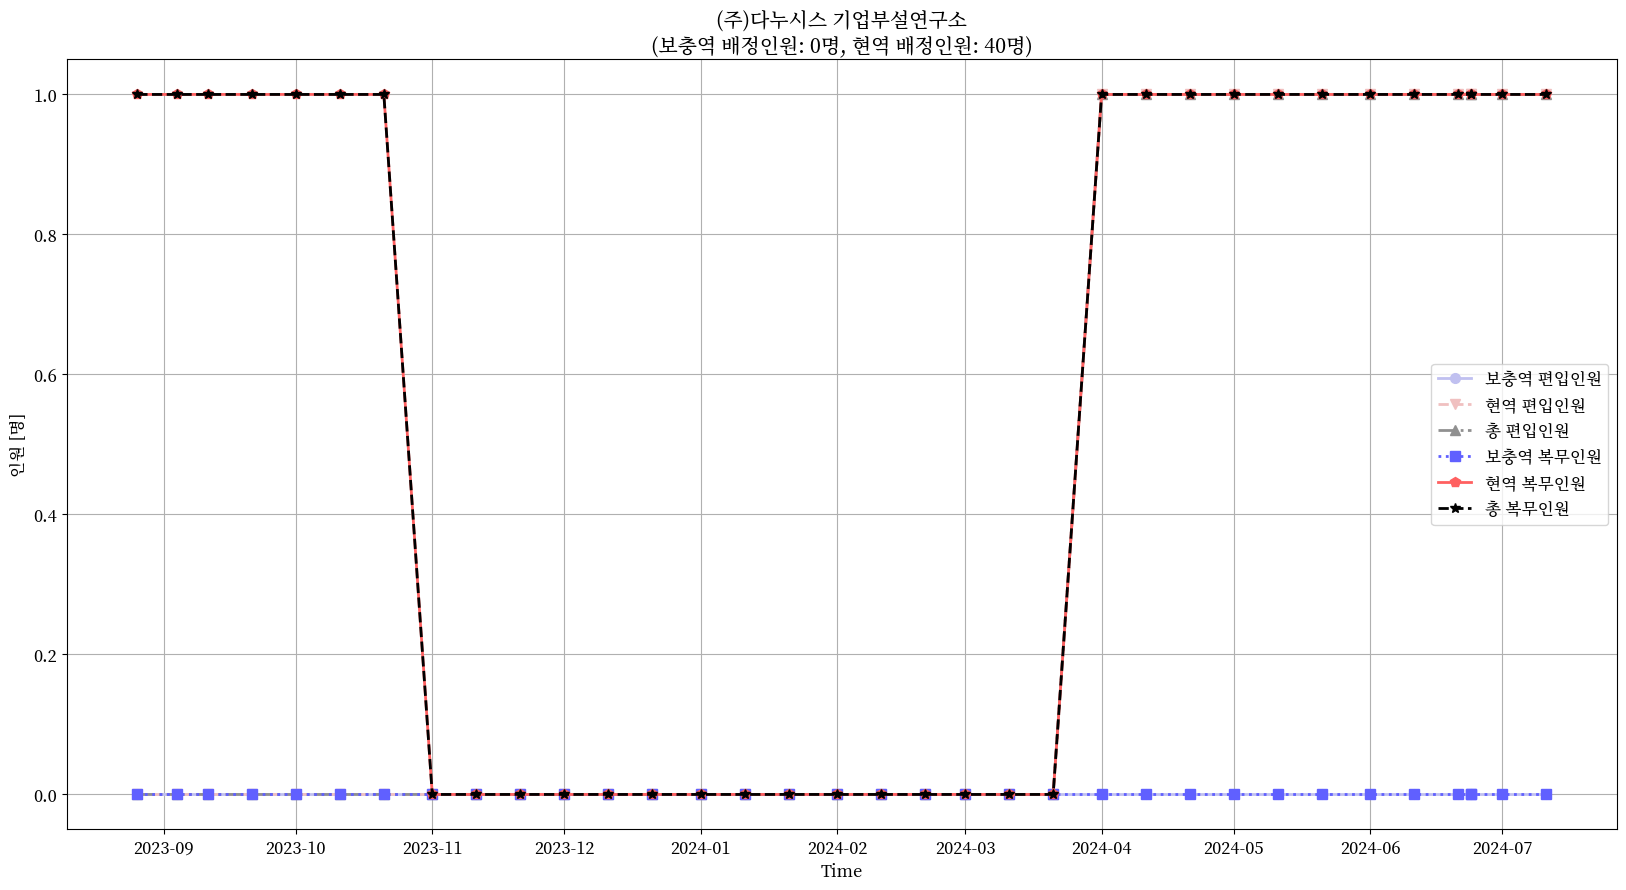 (주)다누시스 기업부설연구소
(보충역 배정인원: 0명, 현역 배정인원: 40명)
인원 [명]
1.0
0.8
0.6
0.4
0.2
0.0
보충역 편입인원
현역 편입인원
총 편입인원
보충역 복무인원
현역 복무인원
총 복무인원
2023-09 2023-10 2023-11 2023-12 2024-01 2024-02 2024-03 2024-04 2024-05 2024-06 2024-07
Time